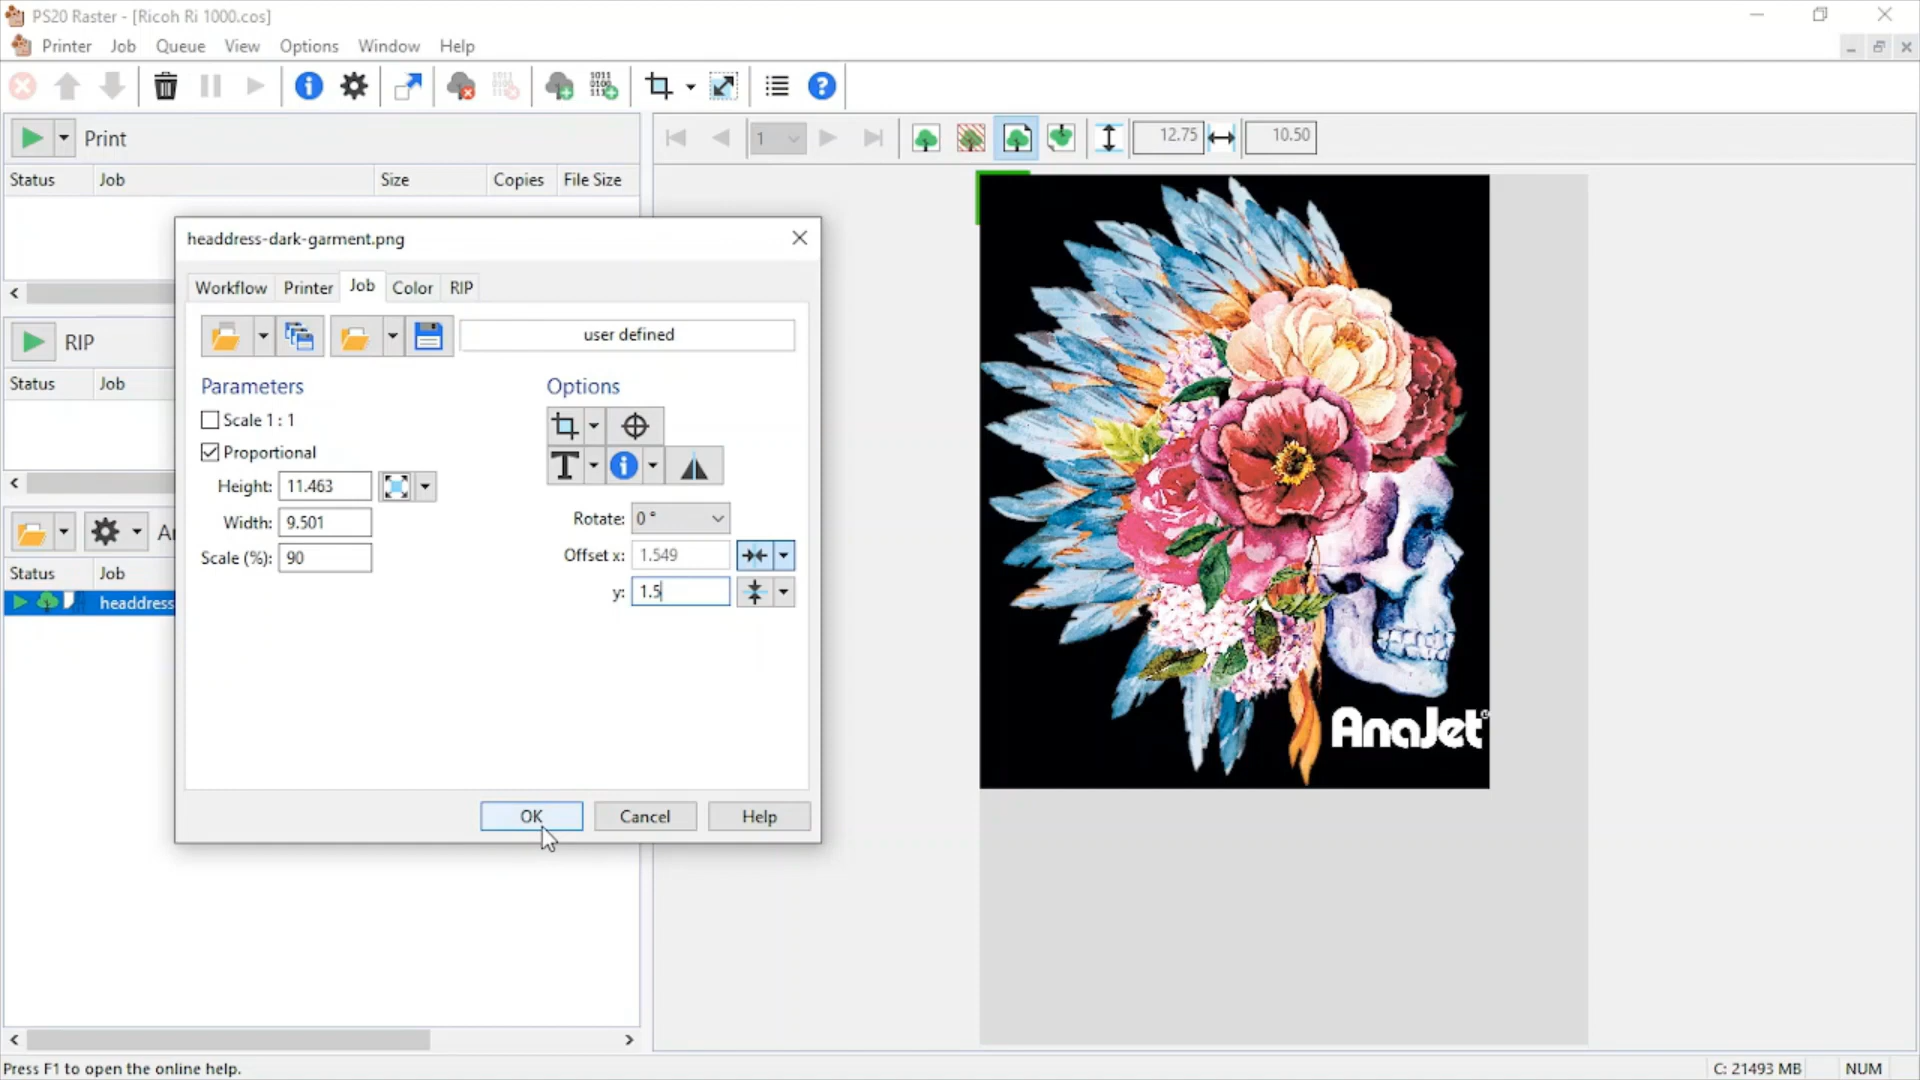 PS20 Raster - [Ricoh Ri 1000.cos]
Printer Job Queue View Options Window Help
Print
1
12.75
10.50
Status Job Size Copies File Size
headdress-dark-garment.png
Workflow Printer Job Color RIP
user defined
RIP
Status Job
Parameters
Scale 1 : 1
Proportional
Height: 11.463
Width: 9.501
Scale (%): 90
Options
Rotate: 0 °
Offset x: 1.549
y: 1.5
Status Job
headdress
OK Cancel Help
AnaJet
Press F1 to open the online help.
C: 21493 MB
NUM